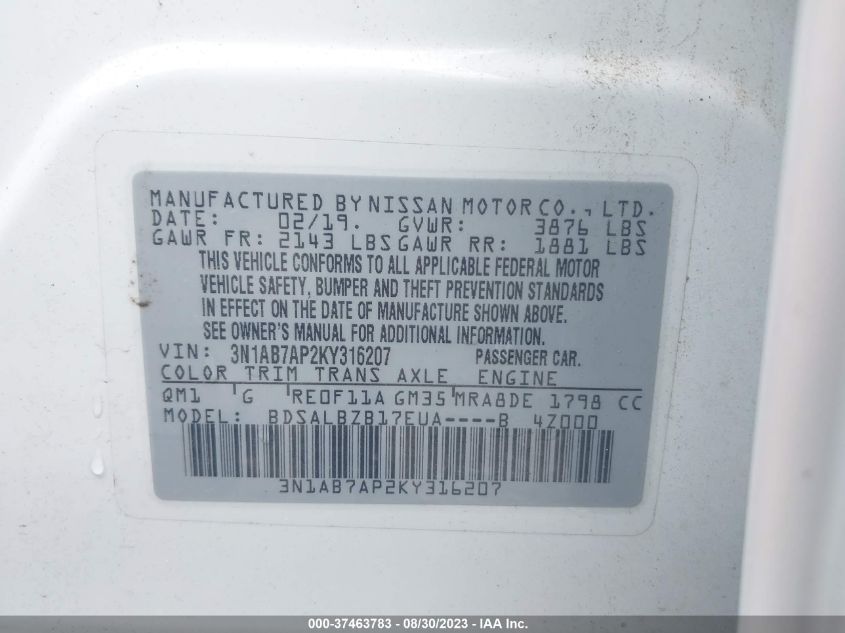 MANUFACTURED BY NISSAN MOTOR CO., LTD.
DATE: 02/19. GVWR: 3876 LBS
GAWR FR: 2143 LBS GAWR RR: 1881 LBS
THIS VEHICLE CONFORMS TO ALL APPLICABLE FEDERAL MOTOR
VEHICLE SAFETY, BUMPER AND THEFT PREVENTION STANDARDS
IN EFFECT ON THE DATE OF MANUFACTURE SHOWN ABOVE.
SEE OWNER'S MANUAL FOR ADDITIONAL INFORMATION.
VIN: 3N1AB7AP2KY316207 PASSENGER CAR.
COLOR TRIM TRANS AXLE ENGINE
QM1 G RE0F11A GM35 MRA8DE 1798 CC
MODEL: BDSALBZB17EUA----B 4Z000
3N1AB7AP2KY316207
000-37463783 - 08/30/2023 - IAA Inc.